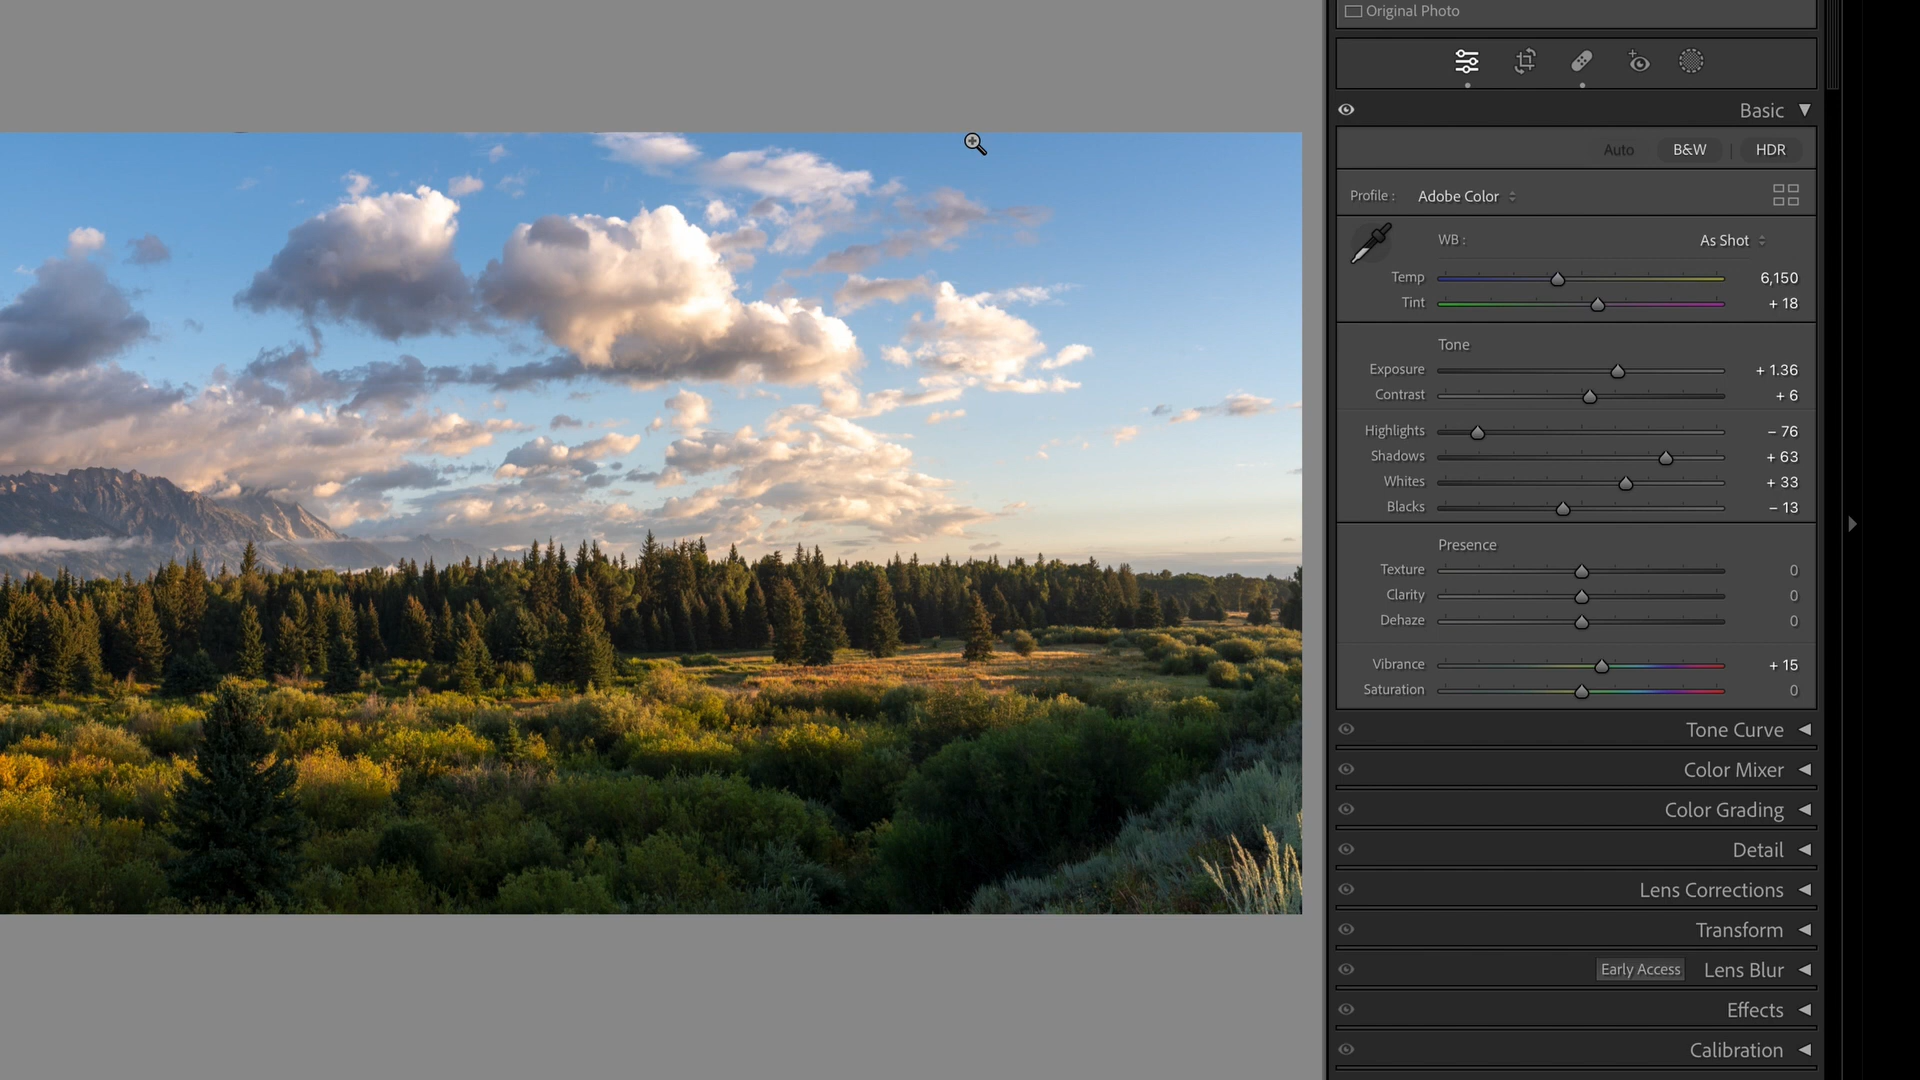 Original Photo
Basic
Auto B&W | HDR
Profile : Adobe Color
WB : As Shot
Temp 6,150
Tint + 18
Tone
Exposure + 1.36
Contrast + 6
Highlights − 76
Shadows + 63
Whites + 33
Blacks − 13
Presence
Texture 0
Clarity 0
Dehaze 0
Vibrance + 15
Saturation 0
Tone Curve
Color Mixer
Color Grading
Detail
Lens Corrections
Transform
Early Access Lens Blur
Effects
Calibration